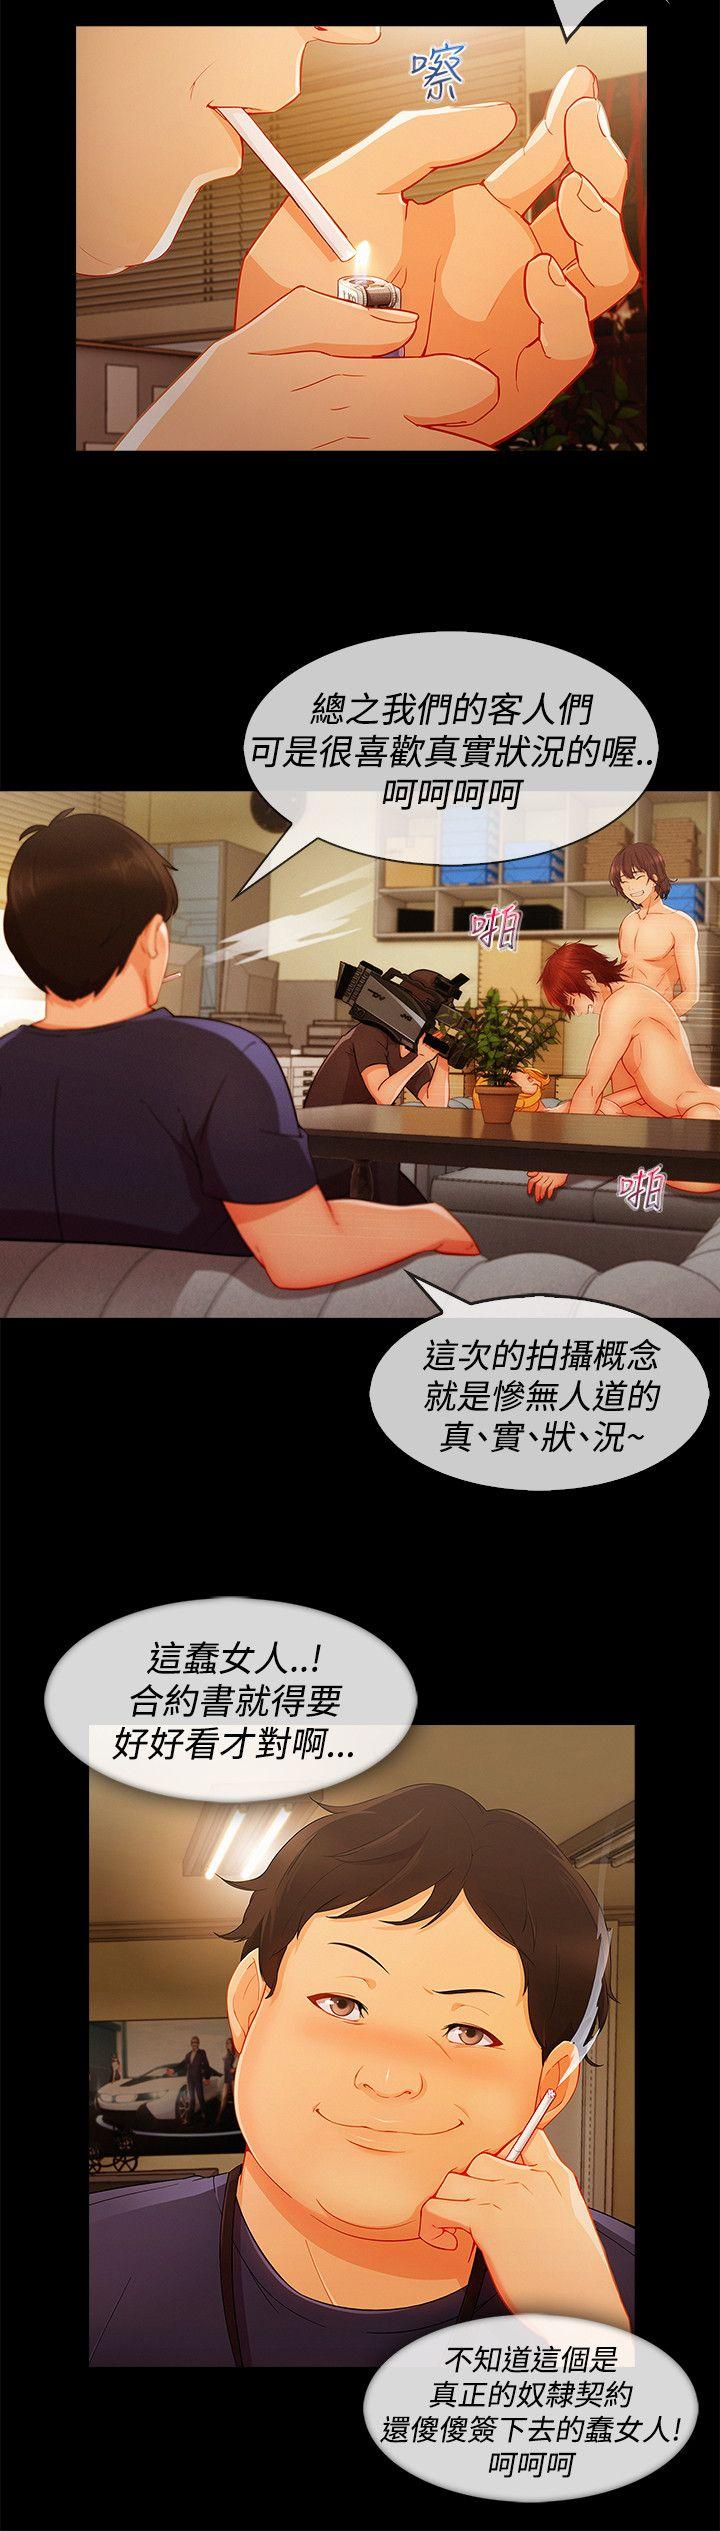 嚓
總之我們的客人們
可是很喜歡真實狀況的喔..
呵呵呵呵
啪
啪
這次的拍攝概念
就是慘無人道的
真、實、狀、況~
這蠢女人..!
合約書就得要
好好看才對啊...
不知道這個是
真正的奴隸契約
還傻傻簽下去的蠢女人!
呵呵呵